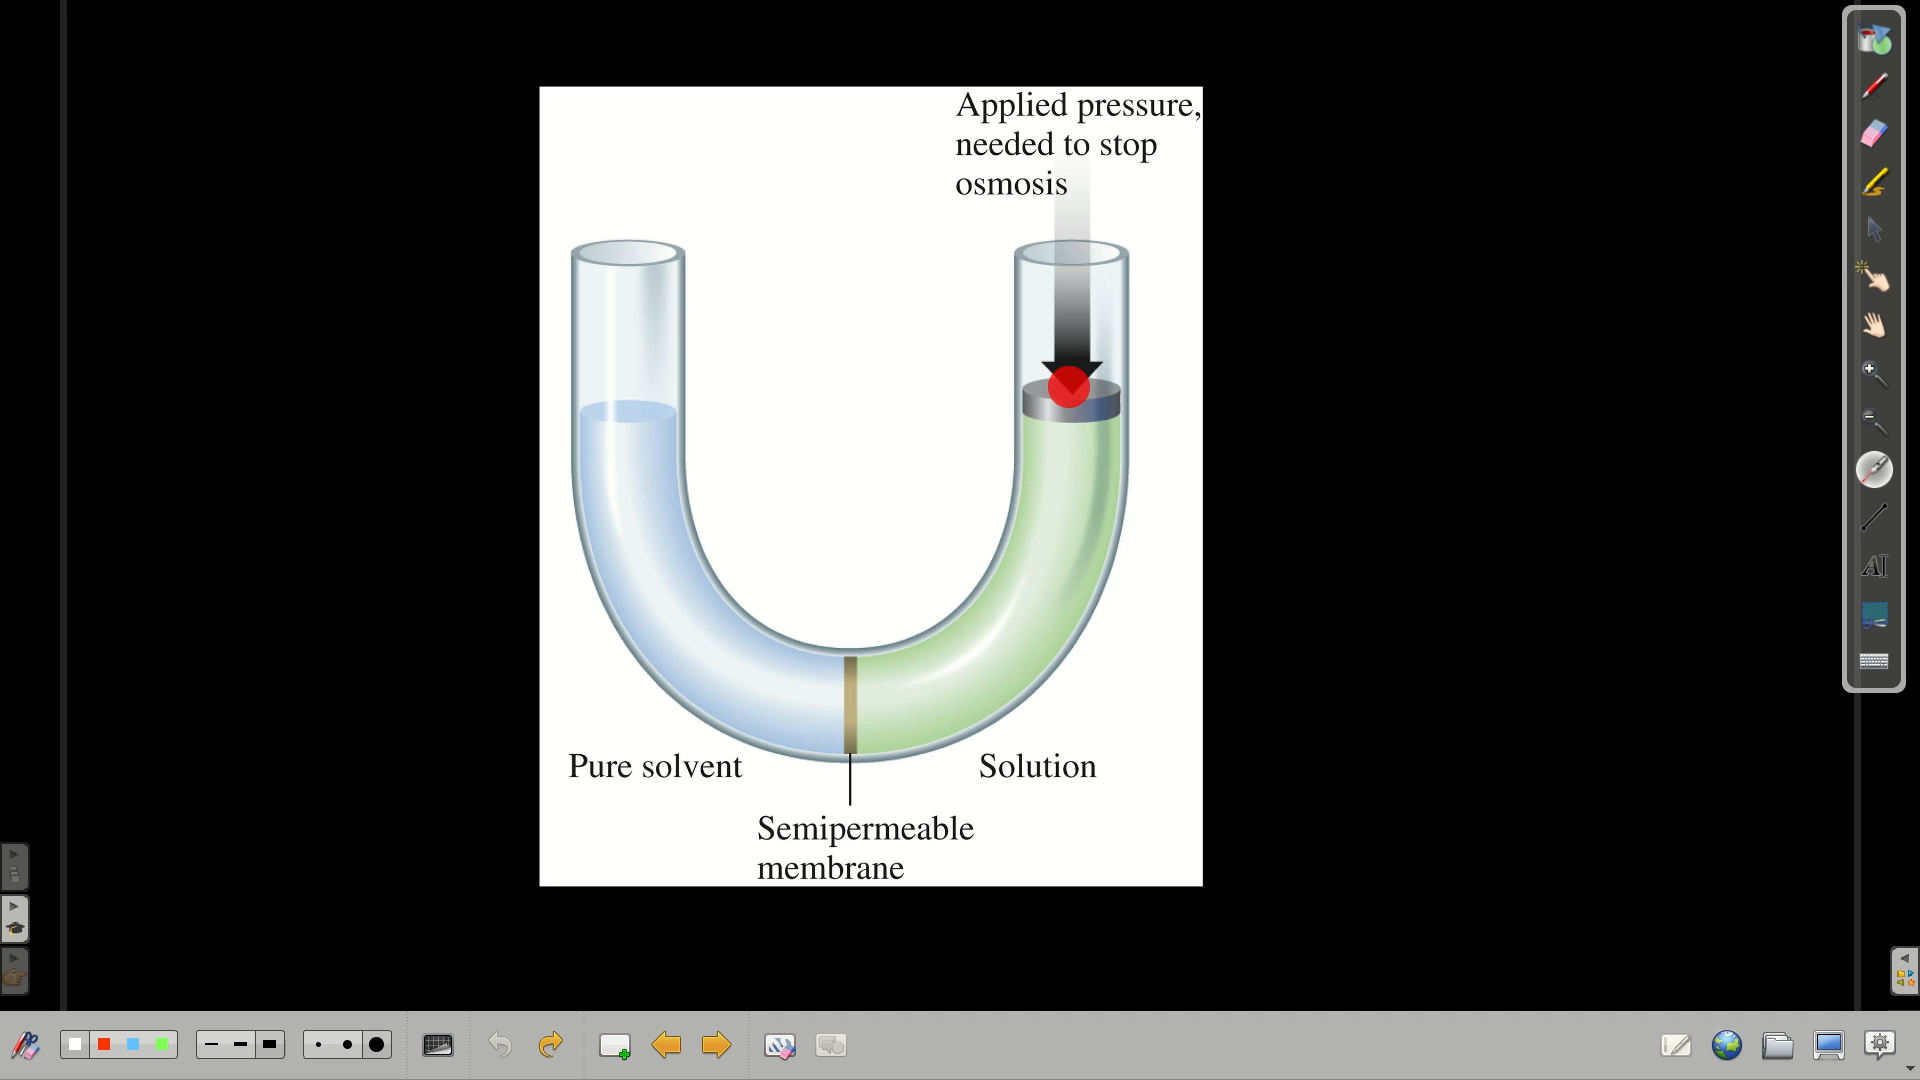 Applied pressure,
needed to stop
osmosis
Pure solvent
Solution
Semipermeable
membrane